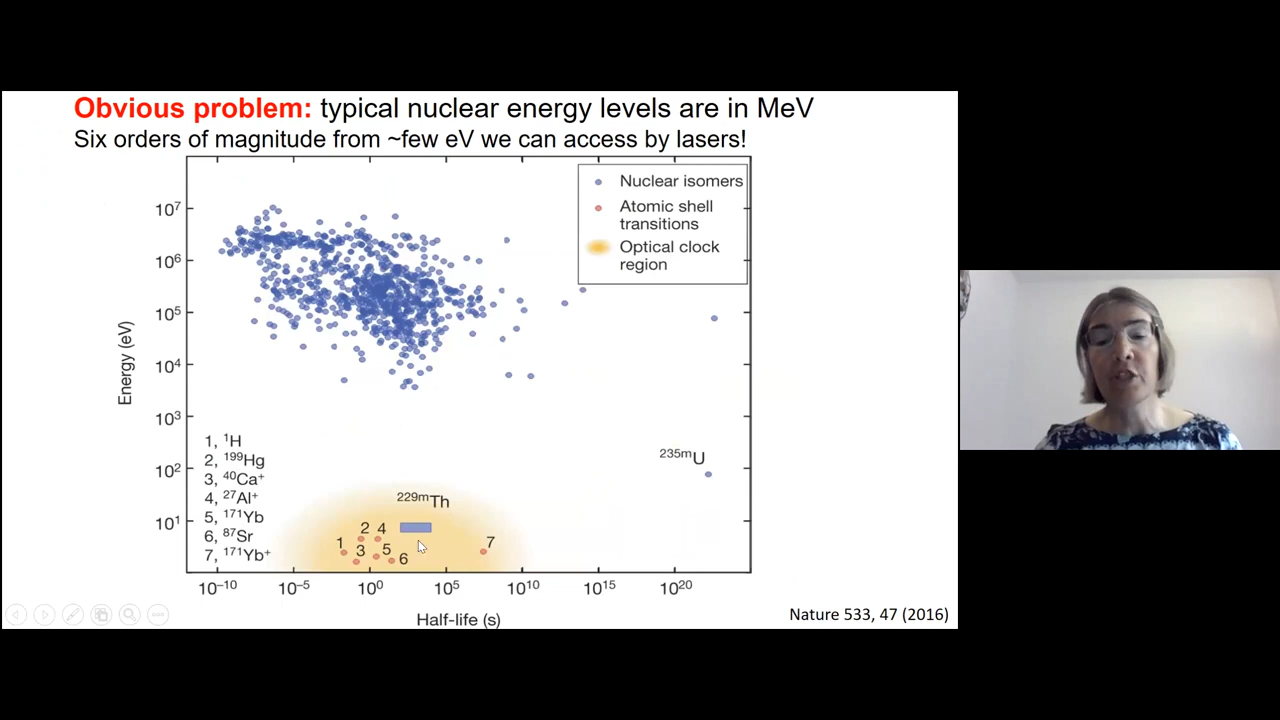 Obvious problem: typical nuclear energy levels are in MeV
Six orders of magnitude from ~few eV we can access by lasers!
Nuclear isomers
Atomic shell
transitions
Optical clock
region
10⁷
10⁶
10⁵
10⁴
10³
10²
10¹
Energy (eV)
1, ¹H
2, ¹⁹⁹Hg
3, ⁴⁰Ca⁺
4, ²⁷Al⁺
5, ¹⁷¹Yb
6, ⁸⁷Sr
7, ¹⁷¹Yb⁺
²³⁵ᵐU
²²⁹ᵐTh
1
2
3
4
5
6
7
10⁻¹⁰ 10⁻⁵ 10⁰ 10⁵ 10¹⁰ 10¹⁵ 10²⁰
Half-life (s)
Nature 533, 47 (2016)